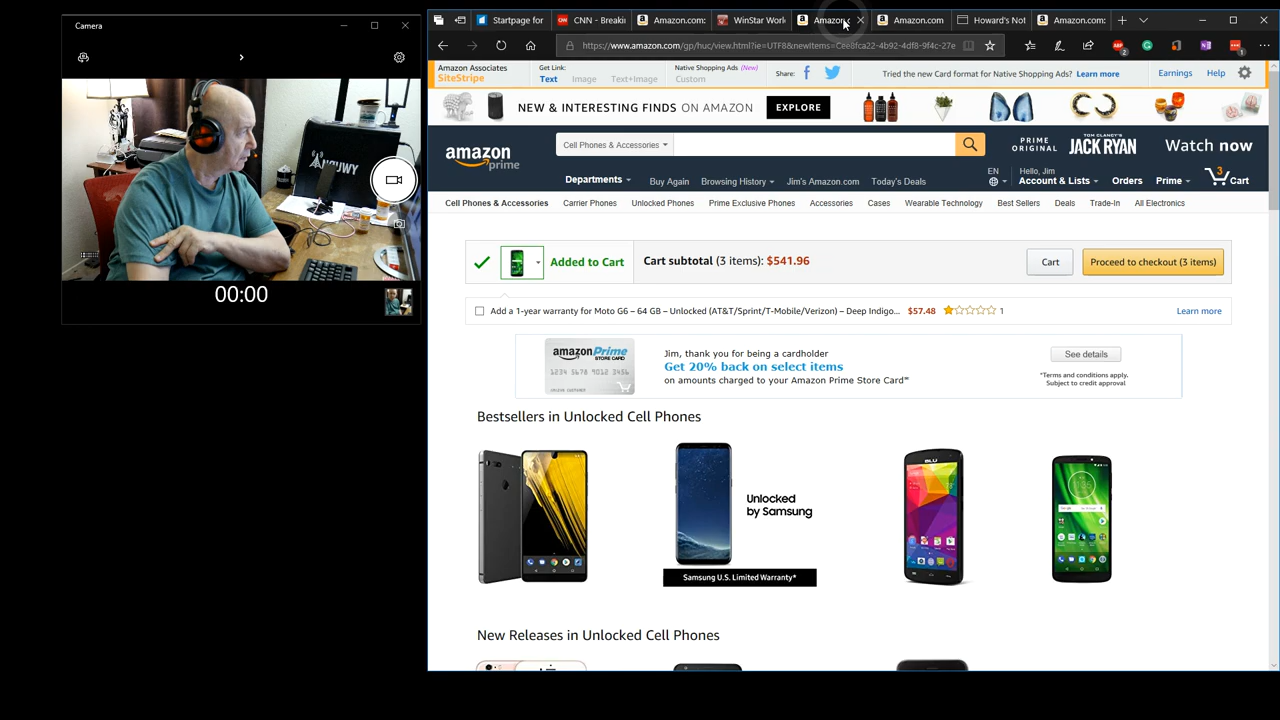 Camera
00:00
Startpage for
CNN - Breaki
Amazon.com:
WinStar Worl
Amazon.c
Amazon.com
Howard's Not
Amazon.com:
https://www.amazon.com/gp/huc/view.html?ie=UTF8&newItems=Cee8fca22-4b92-4df8-9f4c-27e
Amazon Associates
SiteStripe
Get Link:
Text Image Text+Image
Native Shopping Ads (New)
Custom
Share:
Tried the new Card format for Native Shopping Ads? Learn more
Earnings Help
NEW & INTERESTING FINDS ON AMAZON
EXPLORE
amazon
prime
Cell Phones & Accessories
PRIME
ORIGINAL
TOM CLANCY'S
JACK RYAN
Watch now
Departments
Buy Again
Browsing History
Jim's Amazon.com
Today's Deals
EN
Hello, Jim
Account & Lists
Orders
Prime
3
Cart
Cell Phones & Accessories
Carrier Phones
Unlocked Phones
Prime Exclusive Phones
Accessories
Cases
Wearable Technology
Best Sellers
Deals
Trade-In
All Electronics
Added to Cart
Cart subtotal (3 items): $541.96
Cart
Proceed to checkout (3 items)
Add a 1-year warranty for Moto G6 – 64 GB – Unlocked (AT&T/Sprint/T-Mobile/Verizon) – Deep Indigo... $57.48 1
Learn more
amazonPrime
STORE CARD
1234 5678 9012 3456
Jim, thank you for being a cardholder
Get 20% back on select items
on amounts charged to your Amazon Prime Store Card**
See details
*Terms and conditions apply.
Subject to credit approval
Bestsellers in Unlocked Cell Phones
Unlocked
by Samsung
BLU
Samsung U.S. Limited Warranty*
New Releases in Unlocked Cell Phones